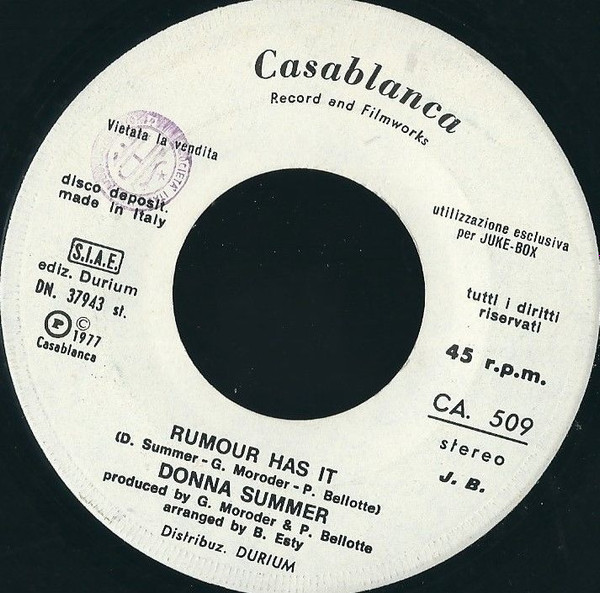 Casablanca
Record and Filmworks
Vietata la vendita
disco deposit.
made in Italy
S.I.A.E.
ediz. Durium
DN. 37943 st.
Ⓟ © 1977
Casablanca
utilizzazione esclusiva
per JUKE-BOX
tutti i diritti
riservati
45 r.p.m.
CA. 509
stereo
J. B.
RUMOUR HAS IT
(D. Summer - G. Moroder - P. Bellotte)
DONNA SUMMER
produced by G. Moroder & P. Bellotte
arranged by B. Esty
Distribuz. DURIUM